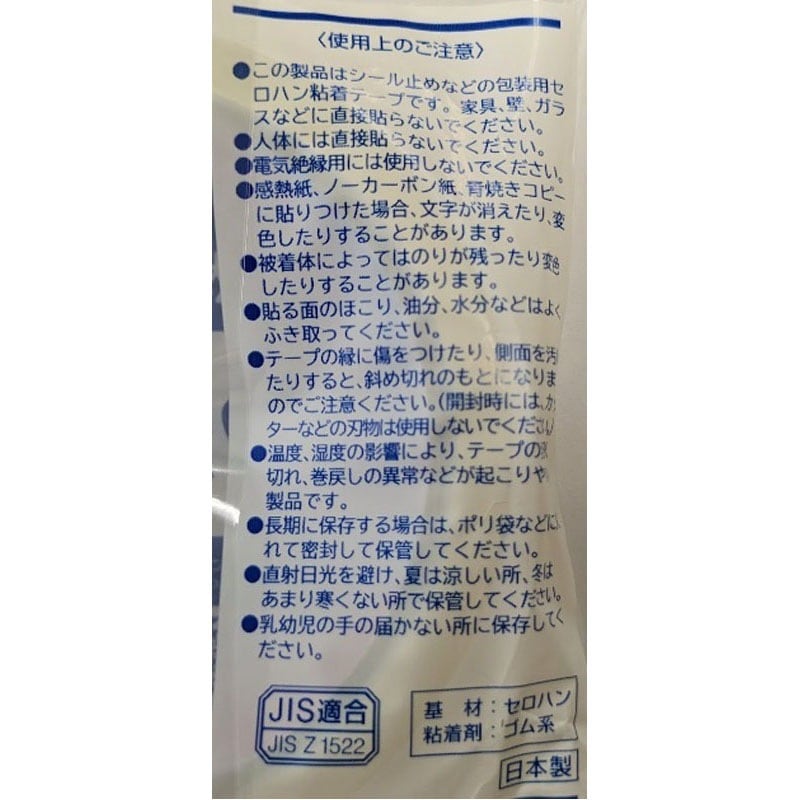 〈使用上のご注意〉
●この製品はシール止めなどの包装用セ
ロハン粘着テープです。家具、壁、ガラ
スなどに直接貼らないでください。
●人体には直接貼らないでください。
●電気絶縁用には使用しないでください。
●感熱紙、ノーカーボン紙、青焼きコピー
に貼りつけた場合、文字が消えたり、変
色したりすることがあります。
●被着体によってはのりが残ったり変色
したりすることがあります。
●貼る面のほこり、油分、水分などはよく
ふき取ってください。
●テープの縁に傷をつけたり、側面を汚
たりすると、斜め切れのもとになりま
のでご注意ください。(開封時には、カッ
ターなどの刃物は使用しないでください
●温度、湿度の影響により、テープの
切れ、巻戻しの異常などが起こりや
製品です。
●長期に保存する場合は、ポリ袋などに
れて密封して保管してください。
●直射日光を避け、夏は涼しい所、冬は
あまり寒くない所で保管してください。
●乳幼児の手の届かない所に保存してく
ださい。
JIS適合
JIS Z 1522
基材:セロハン
粘着剤:ゴム系
日本製